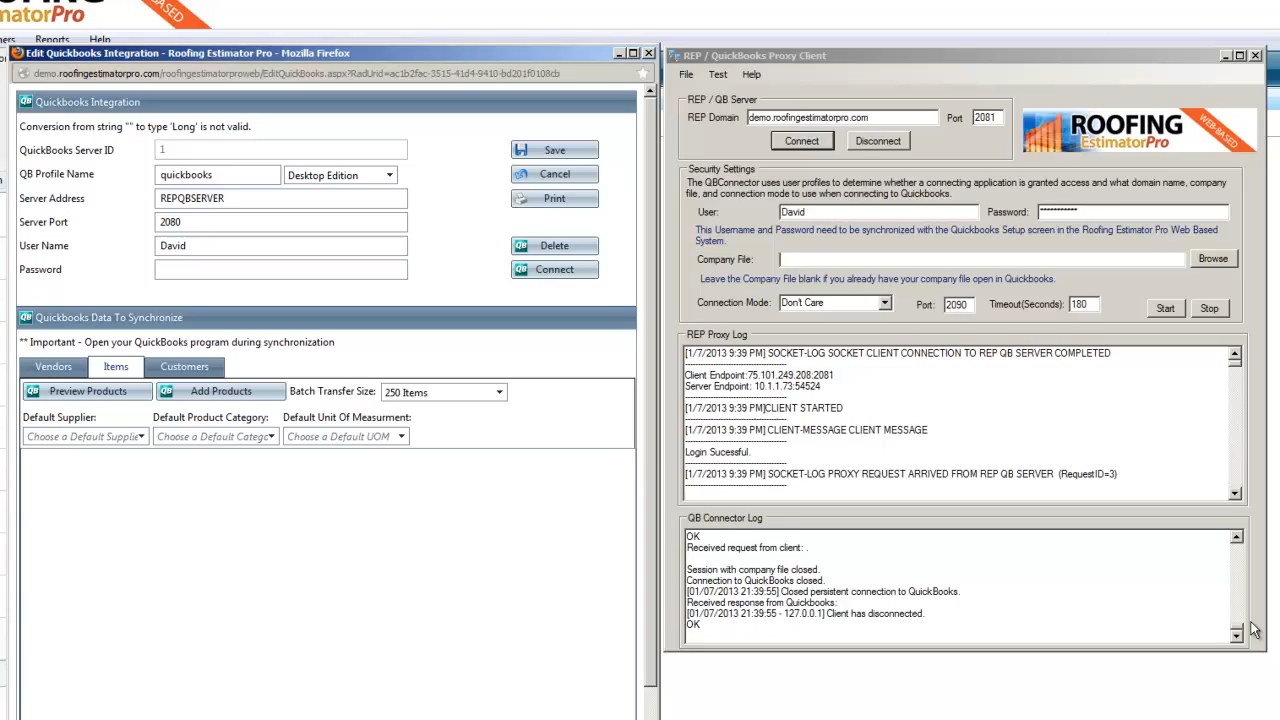 matorPro
BASED
ners Reports Help
Edit Quickbooks Integration - Roofing Estimator Pro - Mozilla Firefox
demo.roofingestimatorpro.com/roofingestimatorproweb/EditQuickBooks.aspx?RadUrid=ac1b2fac-3515-41d4-9410-bd201f0108cb
QB Quickbooks Integration
Conversion from string "" to type 'Long' is not valid.
QuickBooks Server ID 1 Save
QB Profile Name quickbooks Desktop Edition Cancel
Server Address REPQBSERVER Print
Server Port 2080
User Name David QB Delete
Password QB Connect
QB Quickbooks Data To Synchronize
** Important - Open your QuickBooks program during synchronization
Vendors Items Customers
QB Preview Products QB Add Products Batch Transfer Size: 250 Items
Default Supplier: Default Product Category: Default Unit Of Measurment:
Choose a Default Supplie Choose a Default Catego Choose a Default UOM
REP / QuickBooks Proxy Client
File Test Help
REP / QB Server
REP Domain demo.roofingestimatorpro.com Port 2081
Connect Disconnect
ROOFING
EstimatorPro
WEB-BASED
Security Settings
The QBConnector uses user profiles to determine whether a connecting application is granted access and what domain name, company
file, and connection mode to use when connecting to Quickbooks.
User: David Password: ***********
This Username and Password need to be synchronized with the Quickbooks Setup screen in the Roofing Estimator Pro Web Based
System.
Company File: Browse
Leave the Company File blank if you already have your company file open in Quickbooks.
Connection Mode: Don't Care Port: 2090 Timeout(Seconds): 180 Start Stop
REP Proxy Log
[1/7/2013 9:39 PM] SOCKET-LOG SOCKET CLIENT CONNECTION TO REP QB SERVER COMPLETED
Client Endpoint:75.101.249.208:2081
Server Endpoint: 10.1.1.73:54524
[1/7/2013 9:39 PM]CLIENT STARTED
[1/7/2013 9:39 PM] CLIENT-MESSAGE CLIENT MESSAGE
Login Sucessful.
[1/7/2013 9:39 PM] SOCKET-LOG PROXY REQUEST ARRIVED FROM REP QB SERVER (RequestID=3)
QB Connector Log
OK
Received request from client: .
Session with company file closed.
Connection to QuickBooks closed.
[01/07/2013 21:39:55] Closed persistent connection to QuickBooks.
Received response from Quickbooks:
[01/07/2013 21:39:55 - 127.0.0.1] Client has disconnected.
OK